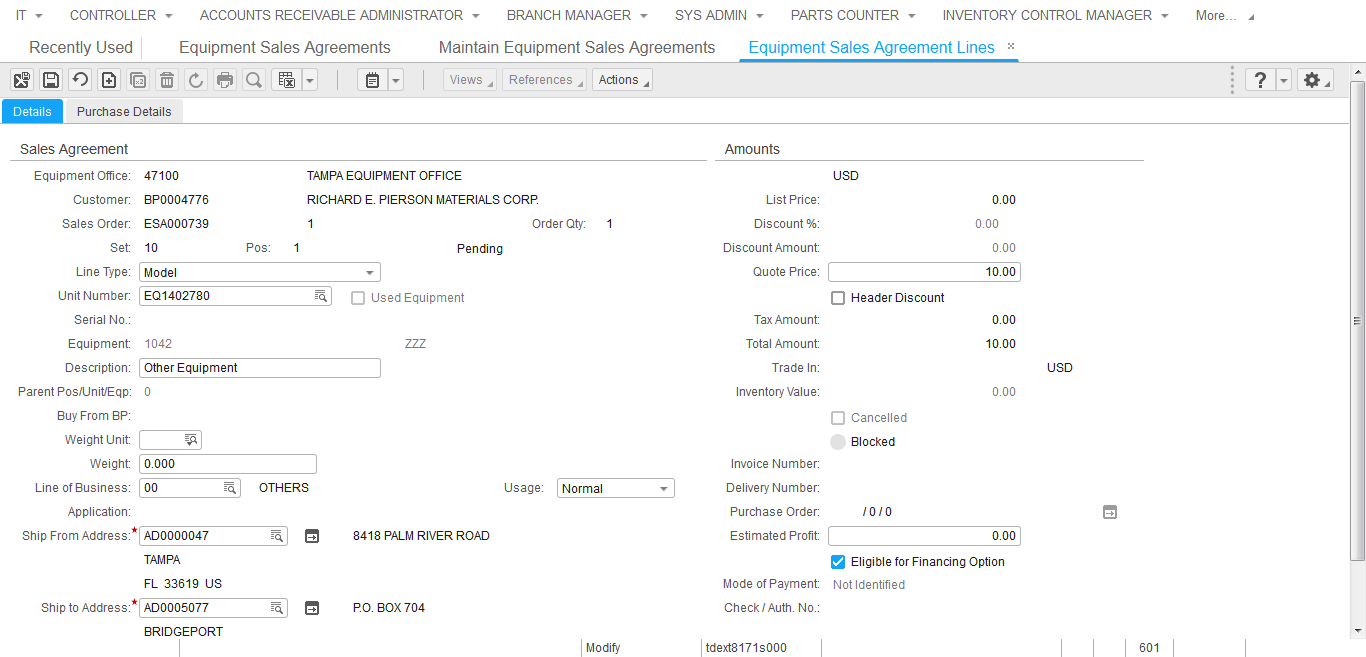 IT CONTROLLER ACCOUNTS RECEIVABLE ADMINISTRATOR BRANCH MANAGER SYS ADMIN PARTS COUNTER INVENTORY CONTROL MANAGER More...
Recently Used Equipment Sales Agreements Maintain Equipment Sales Agreements Equipment Sales Agreement Lines ×
Views References Actions ?
Details Purchase Details
Sales Agreement
Equipment Office: 47100 TAMPA EQUIPMENT OFFICE
Customer: BP0004776 RICHARD E. PIERSON MATERIALS CORP.
Sales Order: ESA000739 1 Order Qty: 1
Set: 10 Pos: 1 Pending
Line Type: Model
Unit Number: EQ1402780 Used Equipment
Serial No.:
Equipment: 1042 ZZZ
Description: Other Equipment
Parent Pos/Unit/Eqp: 0
Buy From BP:
Weight Unit:
Weight: 0.000
Line of Business: 00 OTHERS Usage: Normal
Application:
Ship From Address:* AD0000047 8418 PALM RIVER ROAD
TAMPA
FL 33619 US
Ship to Address:* AD0005077 P.O. BOX 704
BRIDGEPORT
Amounts
USD
List Price: 0.00
Discount %: 0.00
Discount Amount: 0.00
Quote Price: 10.00
Header Discount
Tax Amount: 0.00
Total Amount: 10.00
Trade In: USD
Inventory Value: 0.00
Cancelled
Blocked
Invoice Number:
Delivery Number:
Purchase Order: / 0 / 0
Estimated Profit: 0.00
Eligible for Financing Option
Mode of Payment: Not Identified
Check / Auth. No.:
Modify tdext8171s000 601